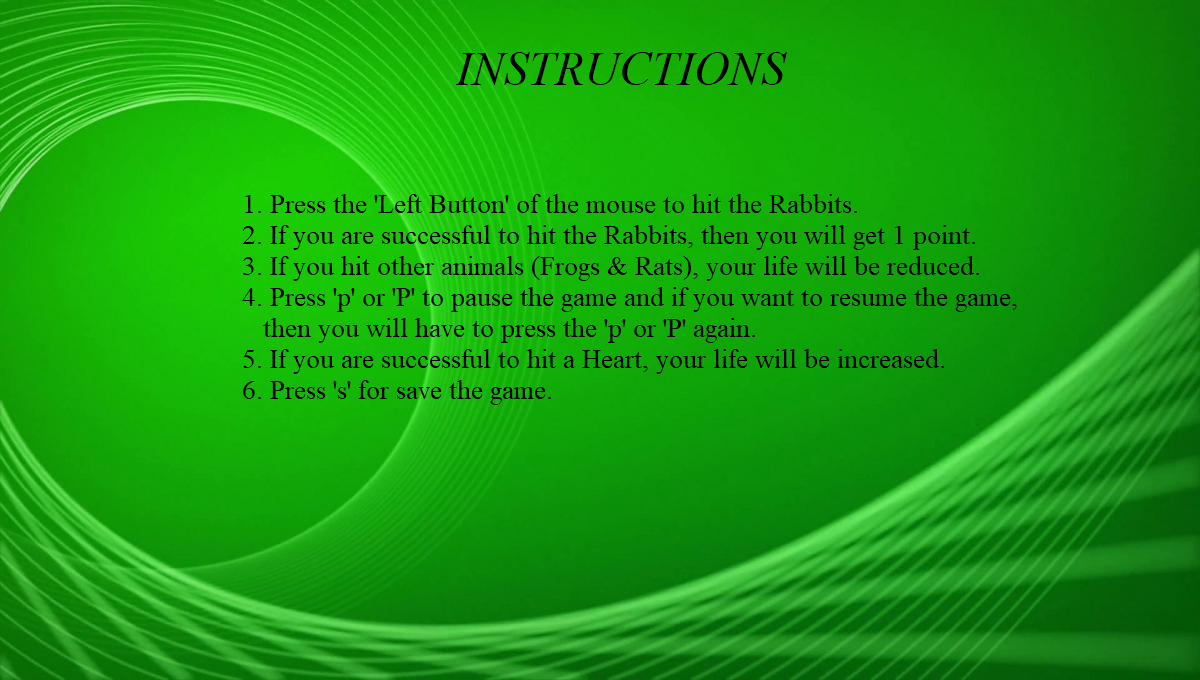 INSTRUCTIONS
1. Press the 'Left Button' of the mouse to hit the Rabbits.
2. If you are successful to hit the Rabbits, then you will get 1 point.
3. If you hit other animals (Frogs & Rats), your life will be reduced.
4. Press 'p' or 'P' to pause the game and if you want to resume the game,
then you will have to press the 'p' or 'P' again.
5. If you are successful to hit a Heart, your life will be increased.
6. Press 's' for save the game.